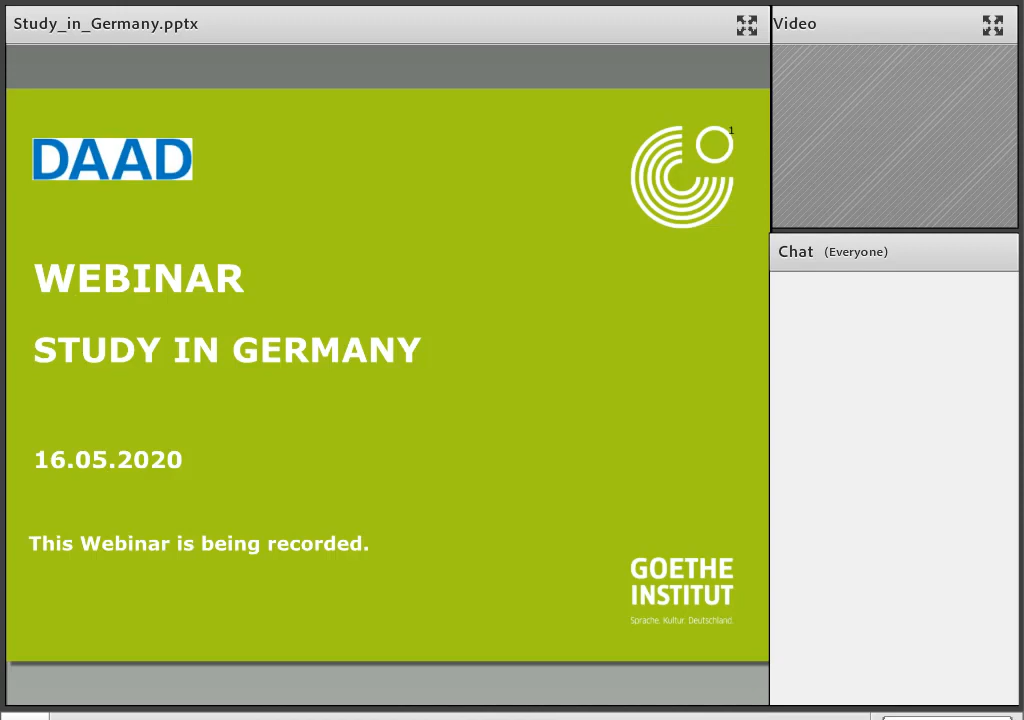 Study_in_Germany.pptx
Video
DAAD
1
WEBINAR
STUDY IN GERMANY
16.05.2020
This Webinar is being recorded.
GOETHE
INSTITUT
Sprache. Kultur. Deutschland.
Chat (Everyone)